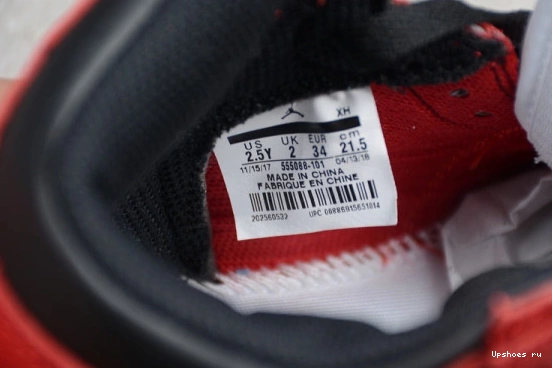 XH
US UK EUR cm
2.5Y 2 34 21.5
11/15/17 555088-101 04/13/18
MADE IN CHINA
FABRIQUE EN CHINE
202560532 UPC 00886915651014
Upshoes ru